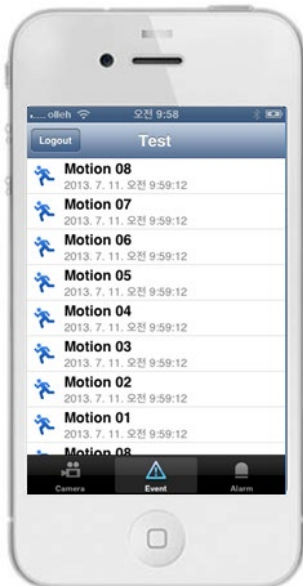 olleh 오전 9:58
Logout Test
Motion 08
2013. 7. 11. 오전 9:59:12
Motion 07
2013. 7. 11. 오전 9:59:12
Motion 06
2013. 7. 11. 오전 9:59:12
Motion 05
2013. 7. 11. 오전 9:59:12
Motion 04
2013. 7. 11. 오전 9:59:12
Motion 03
2013. 7. 11. 오전 9:59:12
Motion 02
2013. 7. 11. 오전 9:59:12
Motion 01
2013. 7. 11. 오전 9:59:12
Motion 08
Camera Event Alarm